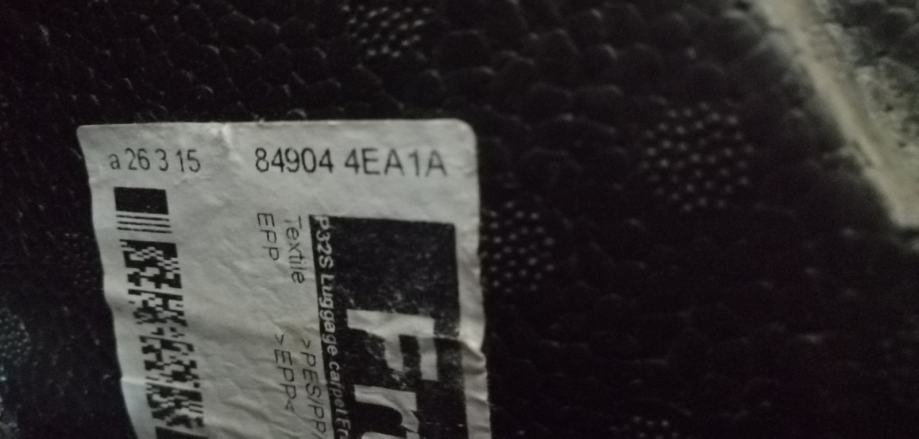 a 26 3 15 84904 4EA1A
P32S Luggage carpet Fr
Textile >PES/PP/
EPP >EPP<